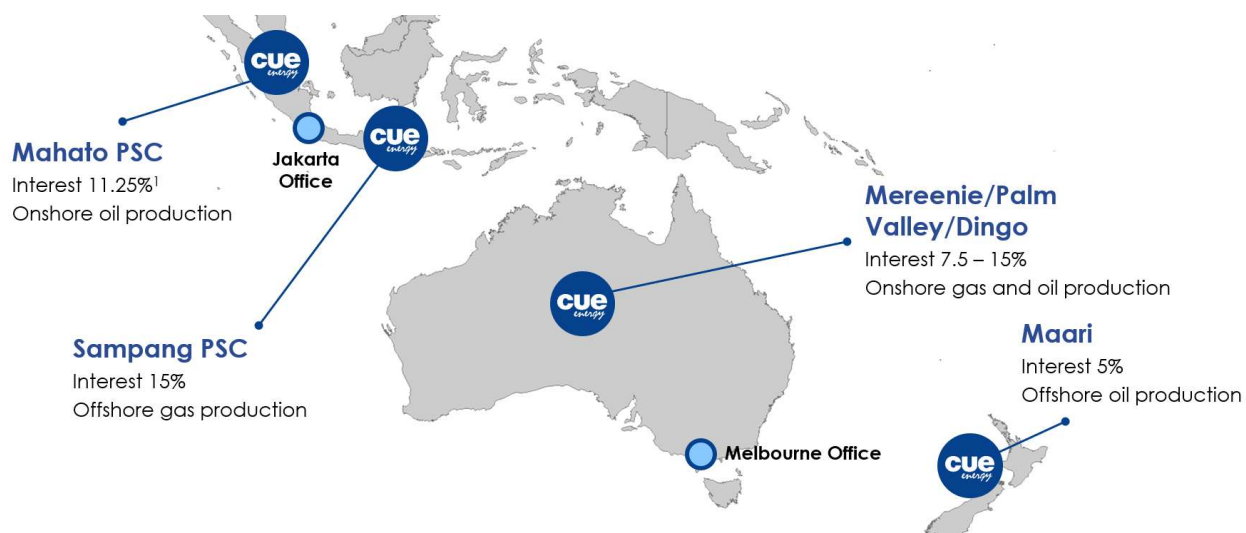 cue
energy
Mahato PSC
Interest 11.25%¹
Onshore oil production
Jakarta
Office
cue
energy
Sampang PSC
Interest 15%
Offshore gas production
cue
energy
Mereenie/Palm
Valley/Dingo
Interest 7.5 – 15%
Onshore gas and oil production
Melbourne Office
Maari
Interest 5%
Offshore oil production
cue
energy